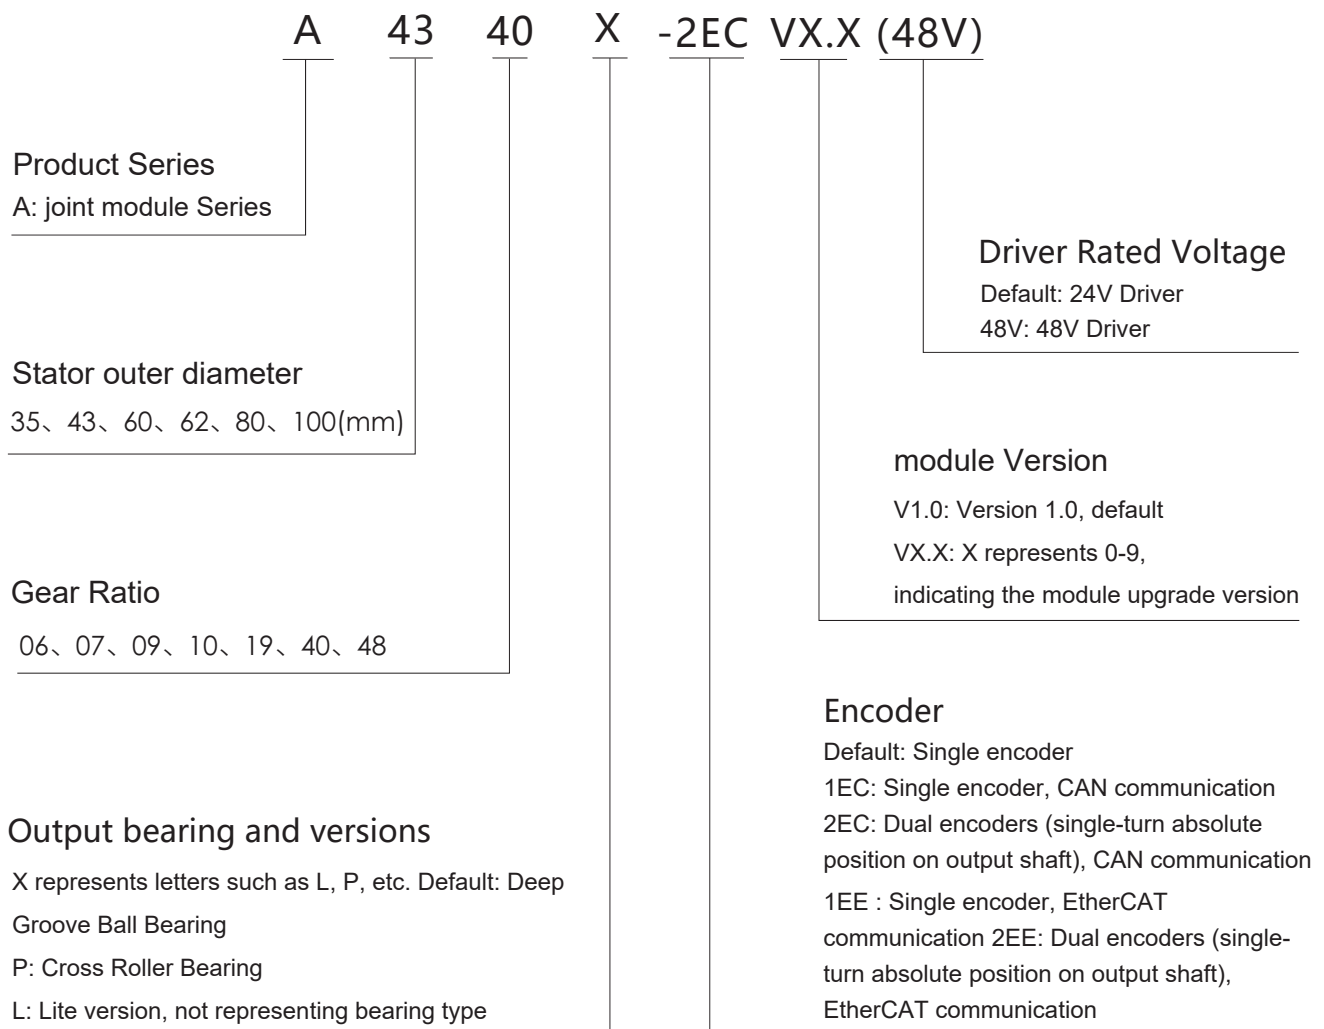 A 43 40 X -2EC VX.X (48V)
Product Series
A: joint module Series
Driver Rated Voltage
Default: 24V Driver
48V: 48V Driver
Stator outer diameter
35、43、60、62、80、100(mm)
module Version
V1.0: Version 1.0, default
VX.X: X represents 0-9,
indicating the module upgrade version
Gear Ratio
06、07、09、10、19、40、48
Encoder
Default: Single encoder
1EC: Single encoder, CAN communication
2EC: Dual encoders (single-turn absolute
position on output shaft), CAN communication
1EE : Single encoder, EtherCAT
communication 2EE: Dual encoders (single-
turn absolute position on output shaft),
EtherCAT communication
Output bearing and versions
X represents letters such as L, P, etc. Default: Deep
Groove Ball Bearing
P: Cross Roller Bearing
L: Lite version, not representing bearing type